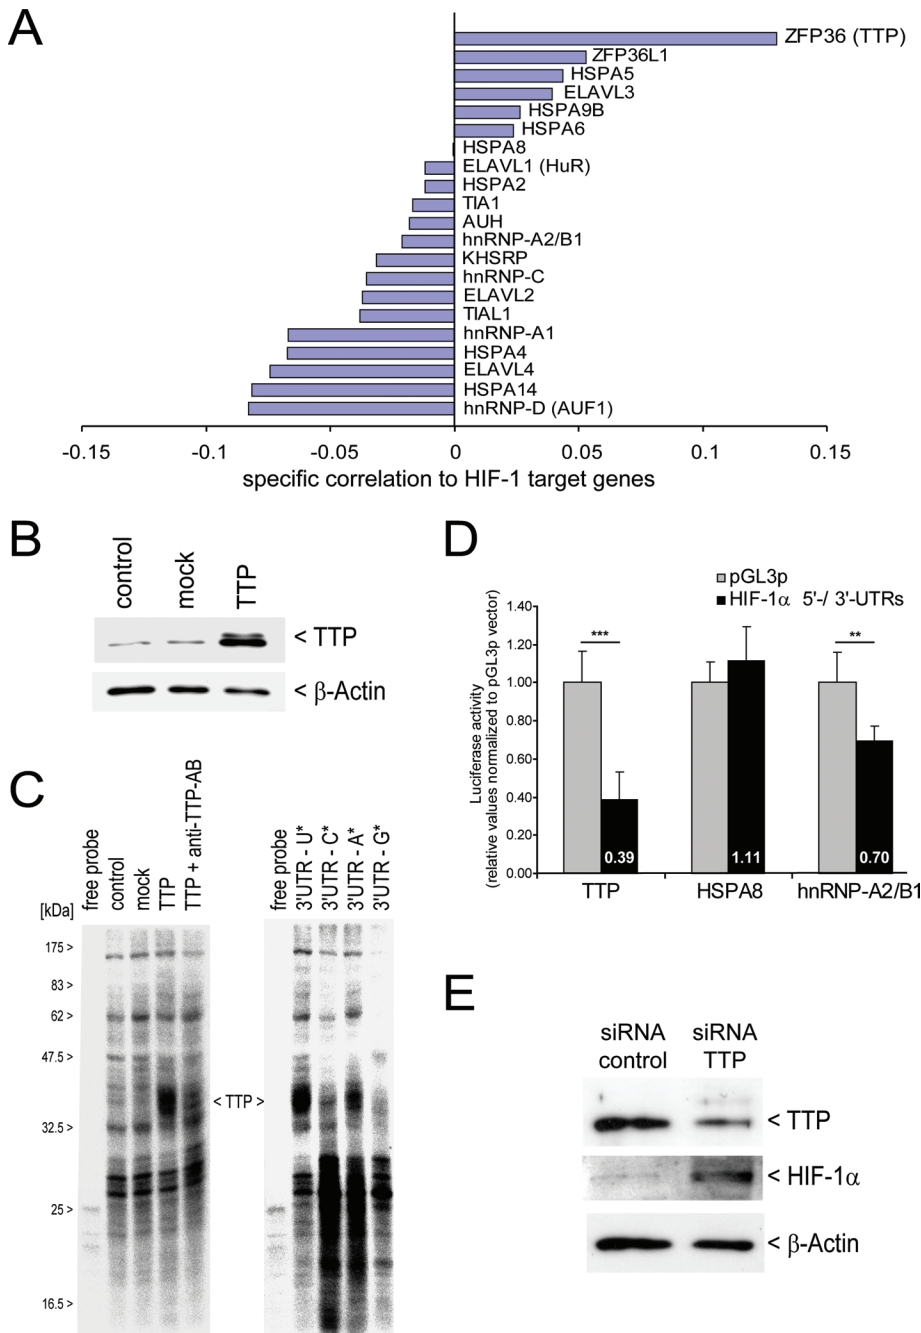 A
ZFP36 (TTP)
ZFP36L1
HSPA5
ELAVL3
HSPA9B
HSPA6
HSPA8
ELAVL1 (HuR)
HSPA2
TIA1
AUH
hnRNP-A2/B1
KHSRP
hnRNP-C
ELAVL2
TIAL1
hnRNP-A1
HSPA4
ELAVL4
HSPA14
hnRNP-D (AUF1)
-0.15 -0.1 -0.05 0 0.05 0.1 0.15
specific correlation to HIF-1 target genes
B
control mock TTP
< TTP
< β-Actin
C
free probe control mock TTP TTP + anti-TTP-AB
free probe 3'UTR - U* 3'UTR - C* 3'UTR - A* 3'UTR - G*
[kDa]
175 >
83 >
62 >
47.5 >
< TTP >
32.5 >
25 >
16.5 >
D
pGL3p
HIF-1α 5'-/ 3'-UTRs
Luciferase activity
(relative values normalized to pGL3p vector)
1.40
1.20
1.00
0.80
0.60
0.40
0.20
0.00
*** **
0.39 1.11 0.70
TTP HSPA8 hnRNP-A2/B1
E
siRNA control
siRNA TTP
< TTP
< HIF-1α
< β-Actin